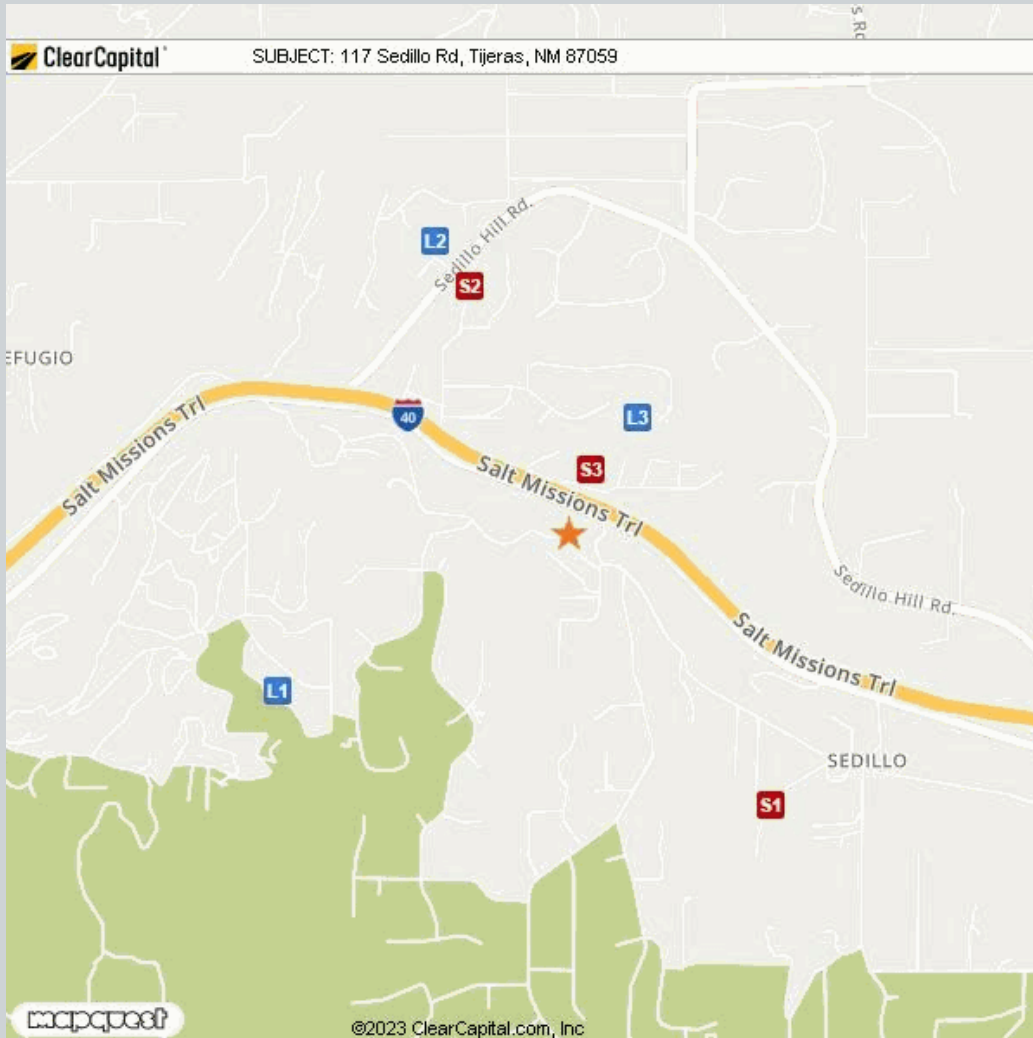 s.Rd
ClearCapital
SUBJECT: 117 Sedillo Rd, Tijeras, NM 87059
Sedillo Hill Rd.
L2
S2
EFUGIO
40
L3
Salt Missions Trl
S3
Salt Missions Trl
Sedillo Hill Rd.
Salt Missions Trl
L1
SEDILLO
S1
mapquest
©2023 ClearCapital.com, Inc